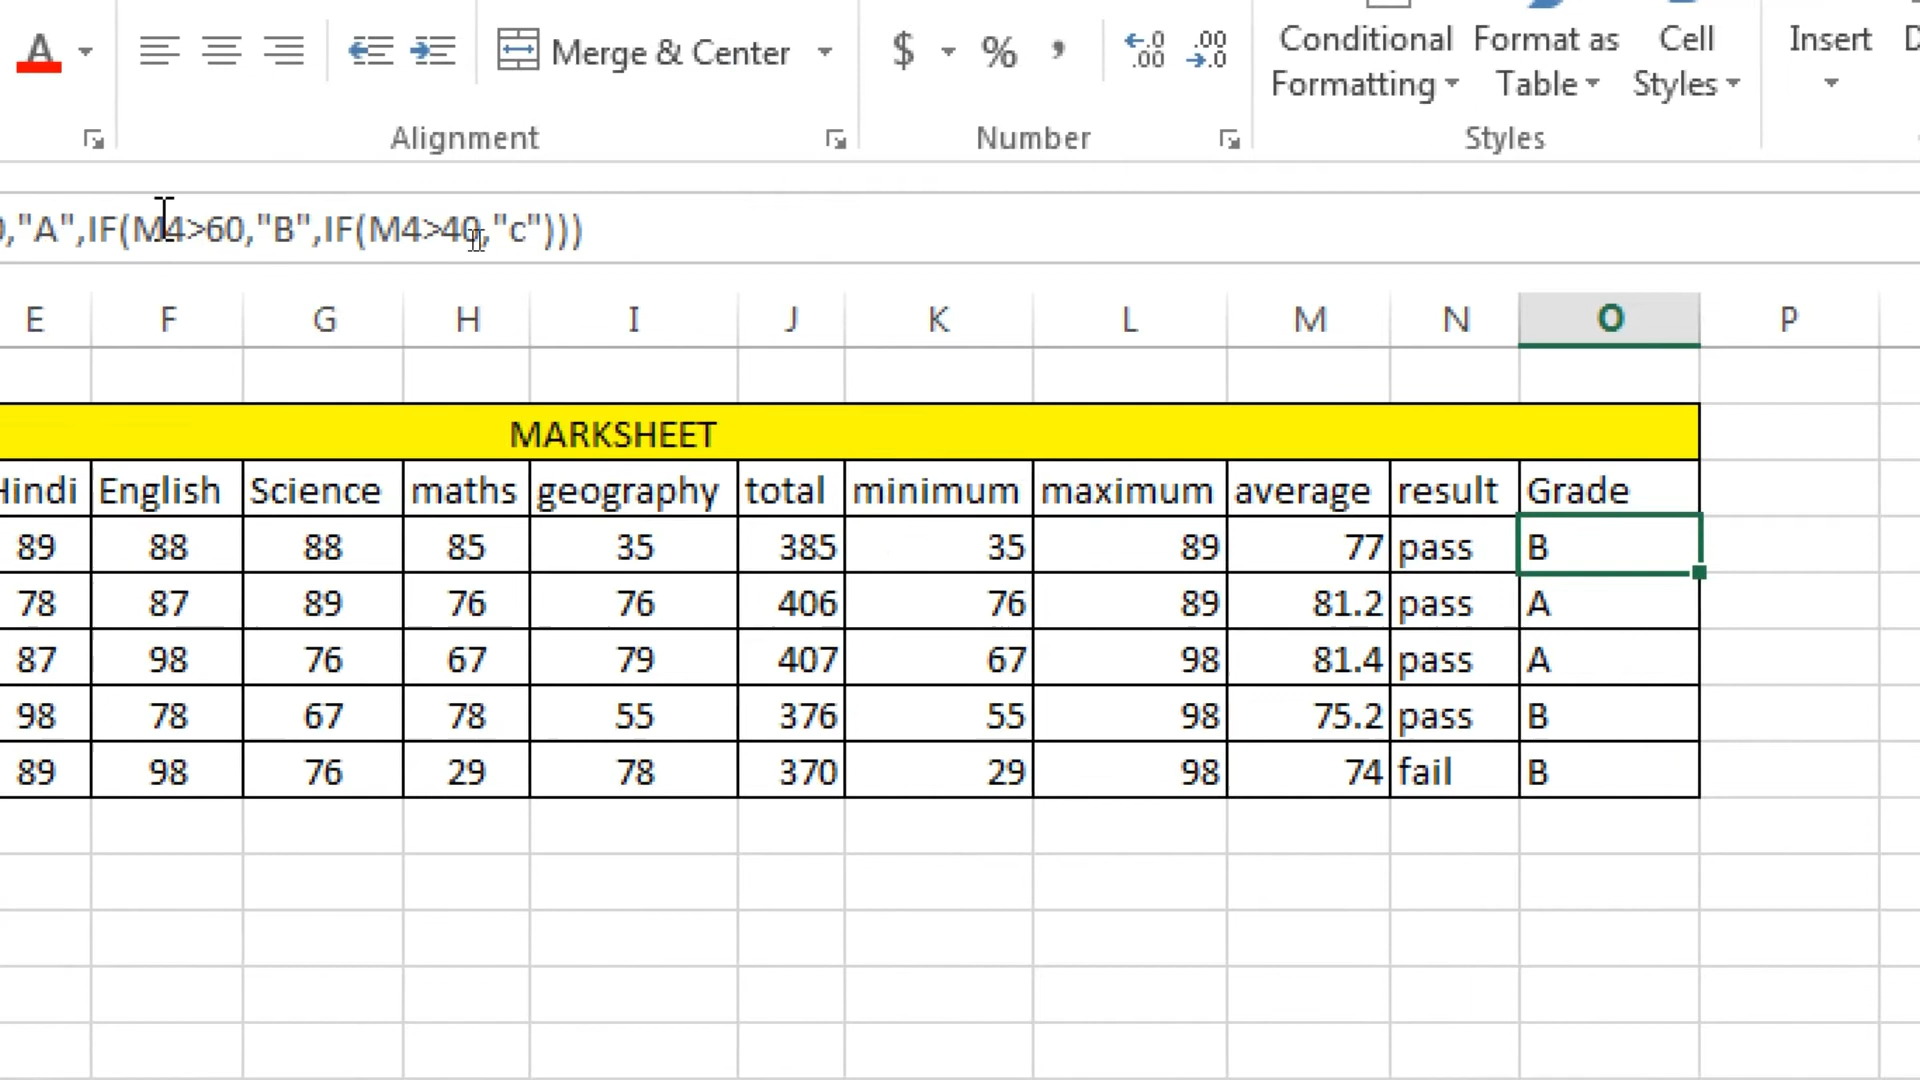 A Merge & Center $ % , ←.0 .00 .00 →.0 Conditional Formatting Format as Table Cell Styles Insert
Alignment Number Styles
,"A",IF(M4>60,"B",IF(M4>40,"c")))
E F G H I J K L M N O P
MARKSHEET
Hindi English Science maths geography total minimum maximum average result Grade
89 88 88 85 35 385 35 89 77 pass B
78 87 89 76 76 406 76 89 81.2 pass A
87 98 76 67 79 407 67 98 81.4 pass A
98 78 67 78 55 376 55 98 75.2 pass B
89 98 76 29 78 370 29 98 74 fail B